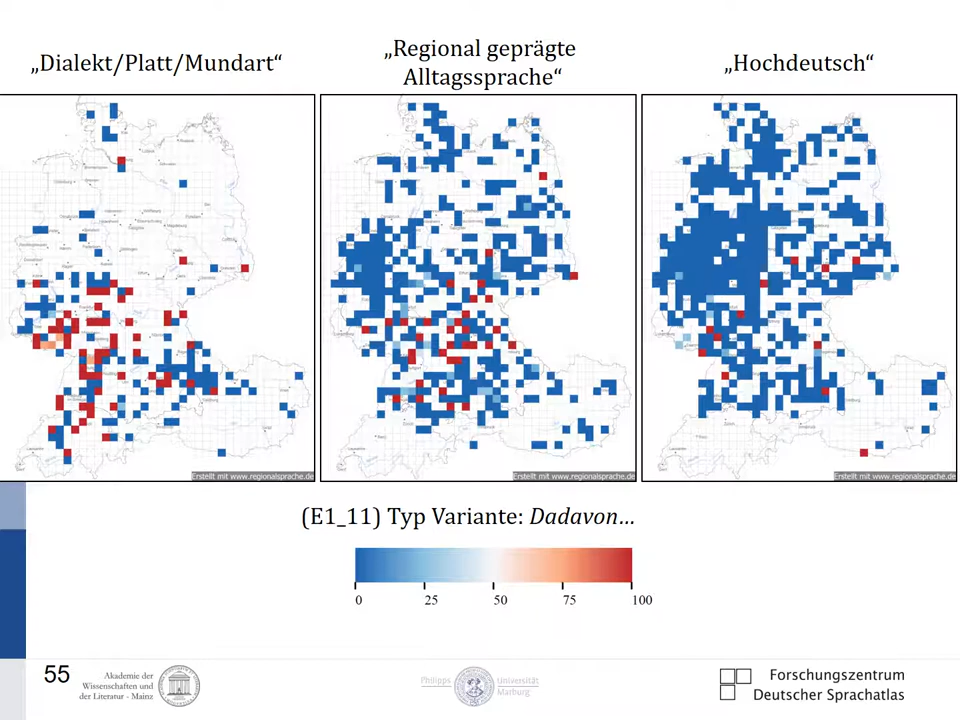 „Dialekt/Platt/Mundart“
„Regional geprägte
Alltagssprache“
„Hochdeutsch“
Erstellt mit www.regionalsprache.de
Erstellt mit www.regionalsprache.de
Erstellt mit www.regionalsprache.de
(E1_11) Typ Variante: Dadavon…
0 25 50 75 100
55
Akademie der
Wissenschaften und
der Literatur - Mainz
Philipps
Universität
Marburg
Forschungszentrum
Deutscher Sprachatlas